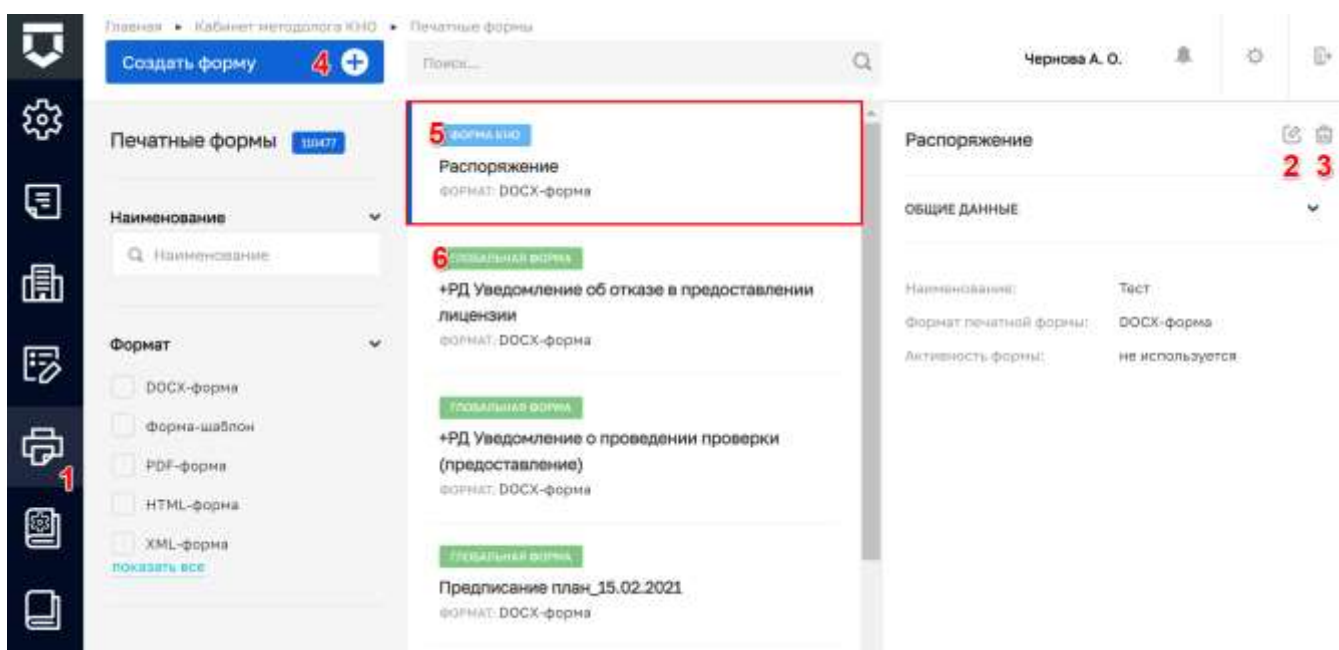 Главная • Кабинет методолога КНО • Печатные формы
Создать форму 4
Поиск...
Чернова А. О.
Печатные формы
Наименование
Наименование
Формат
DOCX-форма
Форма-шаблон
PDF-форма
HTML-форма
XML-форма
показать все
1
5 ФОРМА КНО
Распоряжение
ФОРМАТ: DOCX-форма
6 ГЛОБАЛЬНАЯ ФОРМА
+РД Уведомление об отказе в предоставлении
лицензии
ФОРМАТ: DOCX-форма
ГЛОБАЛЬНАЯ ФОРМА
+РД Уведомление о проведении проверки
(предоставление)
ФОРМАТ: DOCX-форма
ГЛОБАЛЬНАЯ ФОРМА
Предписание план_15.02.2021
ФОРМАТ: DOCX-форма
Распоряжение
2 3
ОБЩИЕ ДАННЫЕ
Наименование: Тест
Формат печатной формы: DOCX-форма
Активность формы: не используется